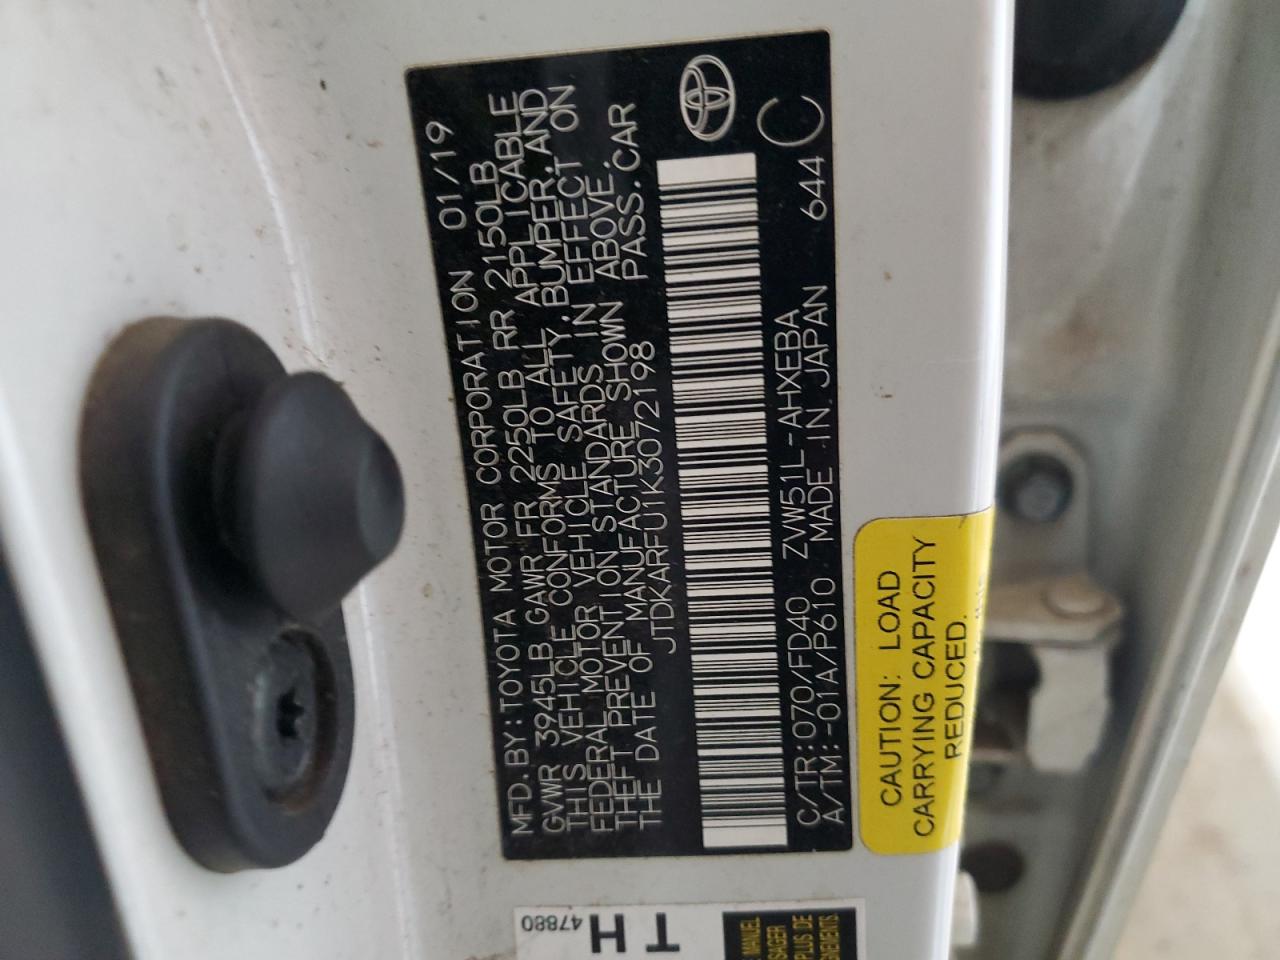 MFD.BY:TOYOTA MOTOR CORPORATION 01/19
GVWR 3945LB GAWR FR 2250LB RR 2150LB
THIS VEHICLE CONFORMS TO ALL APPLICABLE
FEDERAL MOTOR VEHICLE SAFETY, BUMPER, AND
THEFT PREVENTION STANDARDS IN EFFECT ON
THE DATE OF MANUFACTURE SHOWN ABOVE.
JTDKARFU1K3072198 PASS.CAR
C/TR:070/FD40 ZVW51L-AHXEBA 644
A/TM:-01A/P610 MADE IN JAPAN
C
CAUTION: LOAD
CARRYING CAPACITY
REDUCED.
47880
TH
MANUEL
PLUS DE